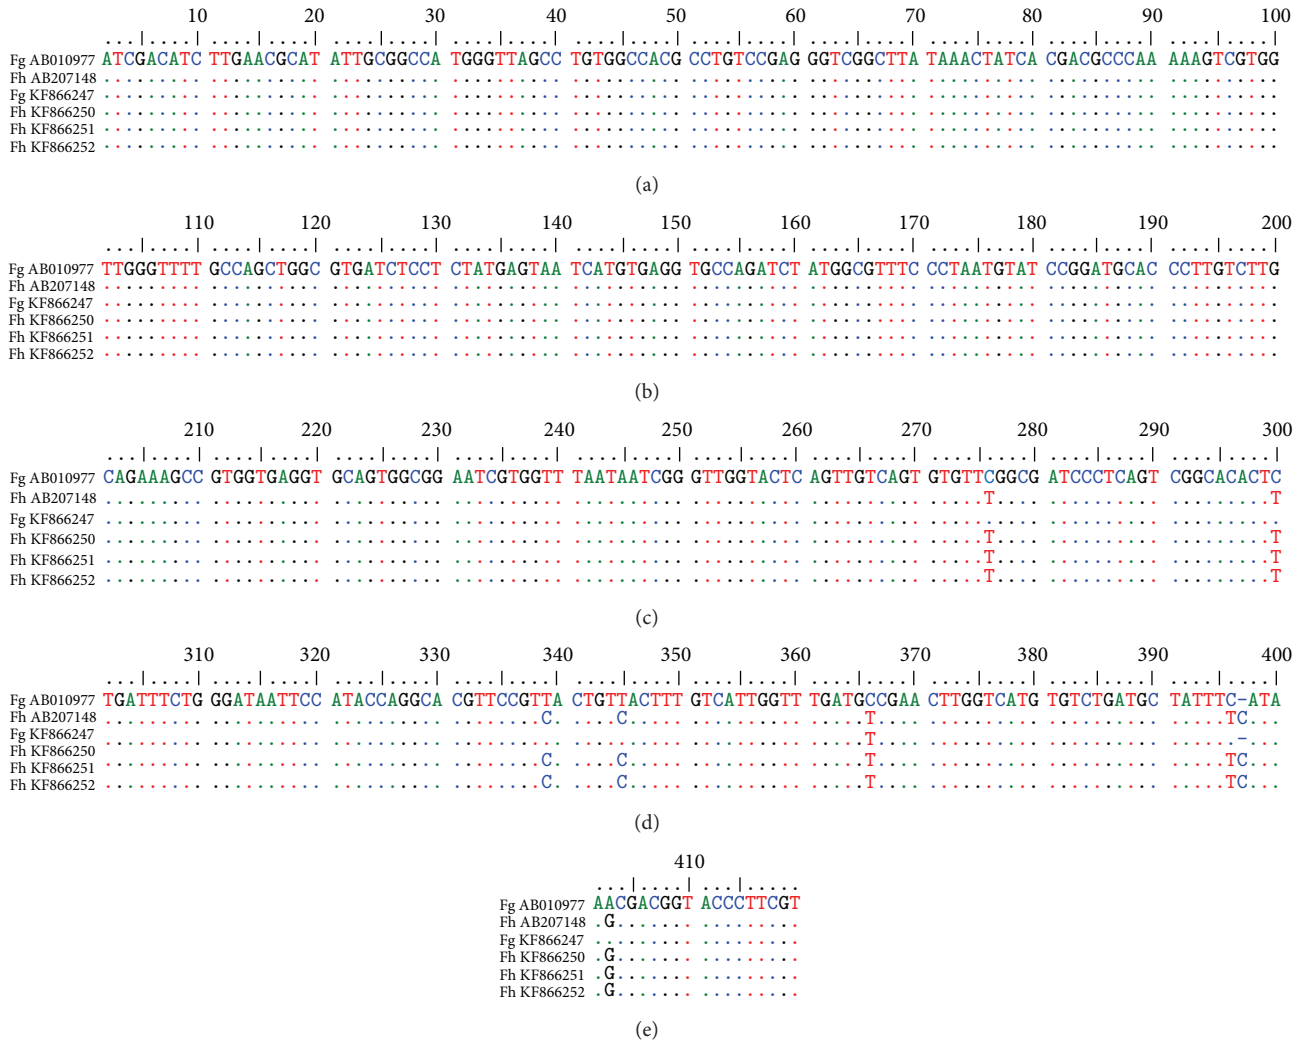 10 20 30 40 50 60 70 80 90 100
...|....| ....|....| ....|....| ....|....| ....|....| ....|....| ....|....| ....|....| ....|....| ....|....|
Fg AB010977 ATCGACATC TTGAACGCAT ATTGCGGCCA TGGGTTAGCC TGTGGCCACG CCTGTCCGAG GGTCGGCTTA TAAACTATCA CGACGCCCAA AAAGTCGTGG
Fh AB207148 ......... .......... .......... .......... .......... .......... .......... .......... .......... ..........
Fg KF866247 ......... .......... .......... .......... .......... .......... .......... .......... .......... ..........
Fh KF866250 ......... .......... .......... .......... .......... .......... .......... .......... .......... ..........
Fh KF866251 ......... .......... .......... .......... .......... .......... .......... .......... .......... ..........
Fh KF866252 ......... .......... .......... .......... .......... .......... .......... .......... .......... ..........
(a)
110 120 130 140 150 160 170 180 190 200
...|....| ....|....| ....|....| ....|....| ....|....| ....|....| ....|....| ....|....| ....|....| ....|....|
Fg AB010977 TTGGGTTTT GCCAGCTGGC GTGATCTCCT CTATGAGTAA TCATGTGAGG TGCCAGATCT ATGGCGTTTC CCTAATGTAT CCGGATGCAC CCTTGTCTTG
Fh AB207148 ......... .......... .......... .......... .......... .......... .......... .......... .......... ..........
Fg KF866247 ......... .......... .......... .......... .......... .......... .......... .......... .......... ..........
Fh KF866250 ......... .......... .......... .......... .......... .......... .......... .......... .......... ..........
Fh KF866251 ......... .......... .......... .......... .......... .......... .......... .......... .......... ..........
Fh KF866252 ......... .......... .......... .......... .......... .......... .......... .......... .......... ..........
(b)
210 220 230 240 250 260 270 280 290 300
...|....| ....|....| ....|....| ....|....| ....|....| ....|....| ....|....| ....|....| ....|....| ....|....|
Fg AB010977 CAGAAAGCC GTGGTGAGGT GCAGTGGCGG AATCGTGGTT TAATAATCGG GTTGGTACTC AGTTGTCAGT GTGTTCGGCG ATCCCTCAGT CGGCACACTC
Fh AB207148 ......... .......... .......... .......... .......... .......... .......... .....T.... .......... .........T
Fg KF866247 ......... .......... .......... .......... .......... .......... .......... .......... .......... ..........
Fh KF866250 ......... .......... .......... .......... .......... .......... .......... .....T.... .......... .........T
Fh KF866251 ......... .......... .......... .......... .......... .......... .......... .....T.... .......... .........T
Fh KF866252 ......... .......... .......... .......... .......... .......... .......... .....T.... .......... .........T
(c)
310 320 330 340 350 360 370 380 390 400
...|....| ....|....| ....|....| ....|....| ....|....| ....|....| ....|....| ....|....| ....|....| ....|....|
Fg AB010977 TGATTTCTG GGATAATTCC ATACCAGGCA CGTTCCGTTA CTGTTACTTT GTCATTGGTT TGATGCCGAA CTTGGTCATG TGTCTGATGC TATTTC-ATA
Fh AB207148 ......... .......... .......... ........C. ....C..... .......... .....T.... .......... .......... .....TC...
Fg KF866247 ......... .......... .......... .......... .......... .......... .....T.... .......... .......... ......-...
Fh KF866250
Fh KF866251 ......... .......... .......... ........C. ....C..... .......... .....T.... .......... .......... .....TC...
Fh KF866252 ......... .......... .......... ........C. ....C..... .......... .....T.... .......... .......... .....TC...
(d)
410
...|....| ....|....|
Fg AB010977 AACGACGGT ACCCTTCGT
Fh AB207148 .G....... .........
Fg KF866247 ......... .........
Fh KF866250 .G....... .........
Fh KF866251 .G....... .........
Fh KF866252 .G....... .........
(e)